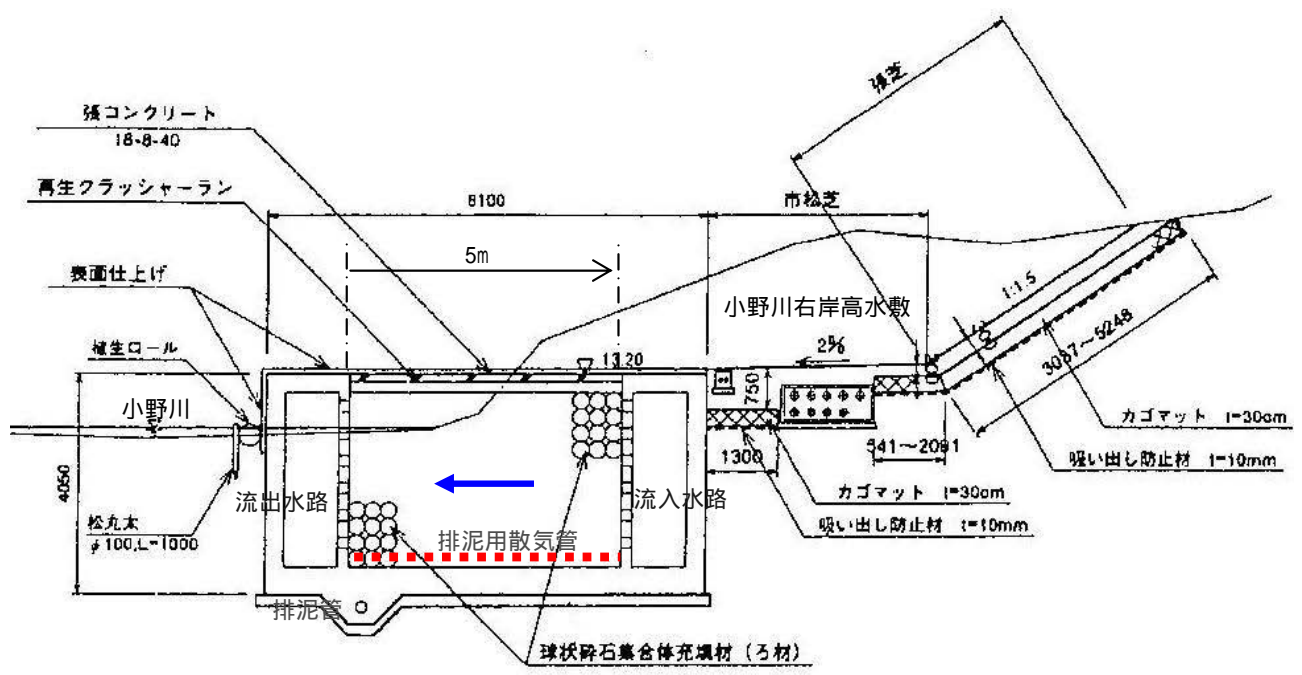 張芝
張コンクリート
18-8-40
再生クラッシャーラン
8100
市松芝
5m
表面仕上げ
1:1.5
小野川右岸高水敷
3087〜5248
植生ロール
13.20
2%
小野川
750
カゴマット t=30cm
541〜2091
吸い出し防止材 t=10mm
1300
4050
流出水路
流入水路
カゴマット t=30cm
松丸太
φ100,L=1000
吸い出し防止材 t=10mm
排泥用散気管
排泥管
球状砕石集合体充填材(ろ材)